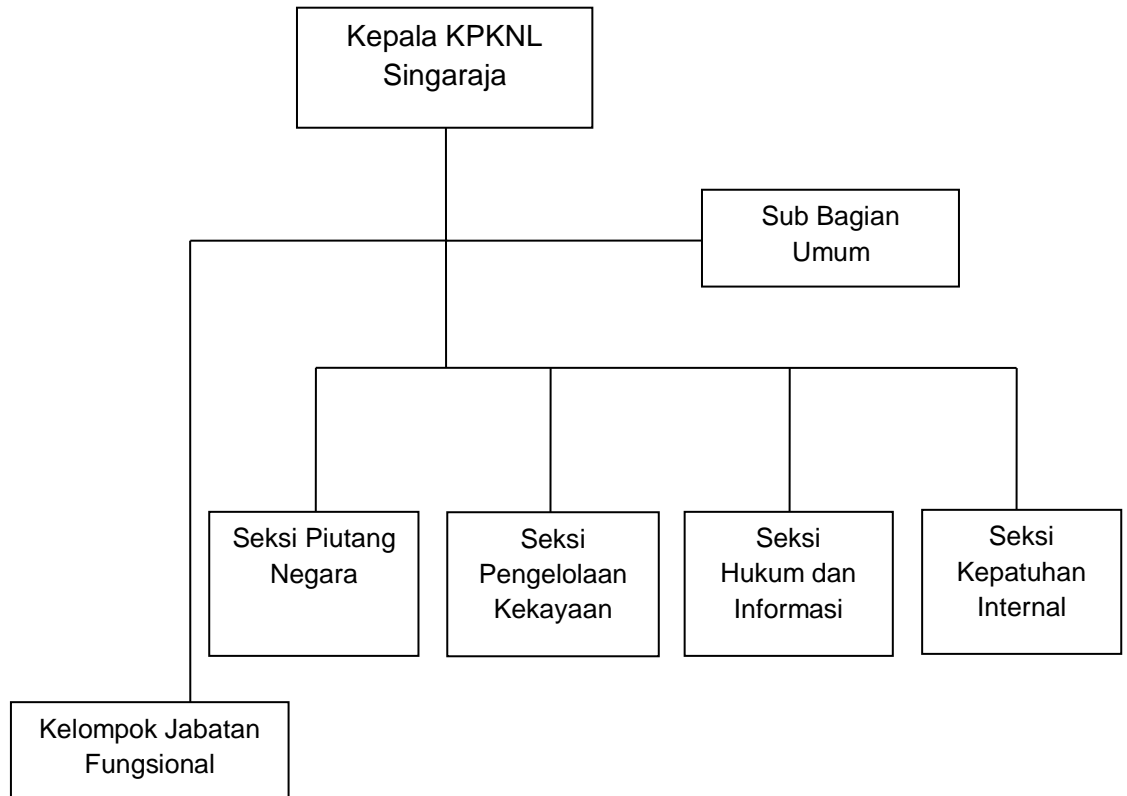 Kepala KPKNL
Singaraja
Sub Bagian
Umum
Seksi Piutang
Negara
Seksi
Pengelolaan
Kekayaan
Seksi
Hukum dan
Informasi
Seksi
Kepatuhan
Internal
Kelompok Jabatan
Fungsional